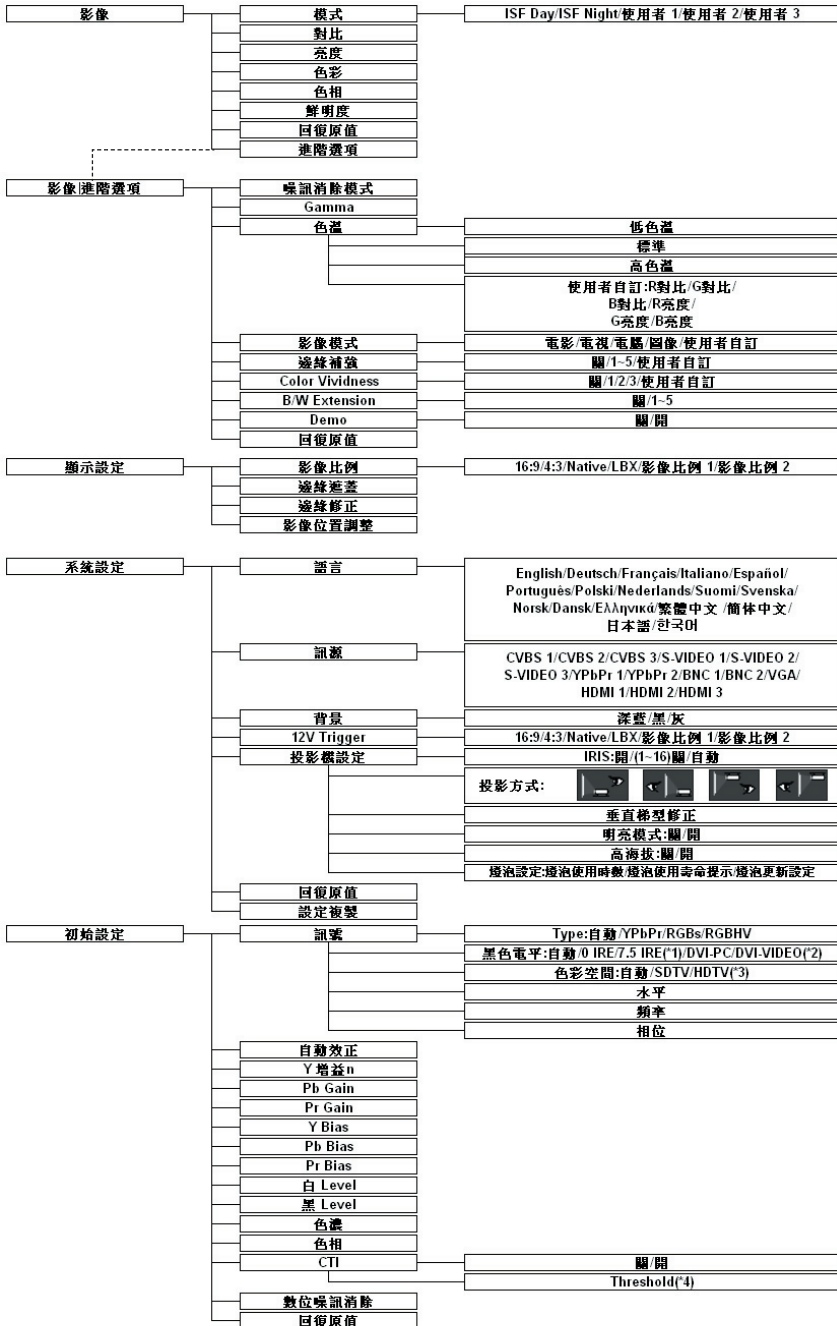 影像
模式
ISF Day/ISF Night/使用者 1/使用者 2/使用者 3
對比
亮度
色彩
色相
鮮明度
回復原值
進階選項
影像|進階選項
噪訊消除模式
Gamma
色溫
低色溫
標準
高色溫
使用者自訂:R對比/G對比/
B對比/R亮度/
G亮度/B亮度
影像模式
電影/電視/電腦/圖像/使用者自訂
邊緣補強
關/1~5/使用者自訂
Color Vividness
關/1/2/3/使用者自訂
B/W Extension
關/1~5
Demo
關/開
回復原值
顯示設定
影像比例
16:9/4:3/Native/LBX/影像比例 1/影像比例 2
邊緣遮蓋
邊緣修正
影像位置調整
系統設定
語言
English/Deutsch/Français/Italiano/Español/
Português/Polski/Nederlands/Suomi/Svenska/
Norsk/Dansk/Ελληνικά/繁體中文 /簡体中文/
日本語/한국어
訊源
CVBS 1/CVBS 2/CVBS 3/S-VIDEO 1/S-VIDEO 2/
S-VIDEO 3/YPbPr 1/YPbPr 2/BNC 1/BNC 2/VGA/
HDMI 1/HDMI 2/HDMI 3
背景
深藍/黑/灰
12V Trigger
16:9/4:3/Native/LBX/影像比例 1/影像比例 2
投影機設定
IRIS:開/(1~16)關/自動
投影方式:
垂直梯型修正
明亮模式:關/開
高海拔:關/開
燈泡設定:燈泡使用時數/燈泡使用壽命提示/燈泡更新設定
回復原值
設定複製
初始設定
訊號
Type:自動/YPbPr/RGBs/RGBHV
黑色電平:自動/0 IRE/7.5 IRE(*1)/DVI-PC/DVI-VIDEO(*2)
色彩空間:自動/SDTV/HDTV(*3)
水平
頻率
相位
自動效正
Y 增益n
Pb Gain
Pr Gain
Y Bias
Pb Bias
Pr Bias
白 Level
黑 Level
色濃
色相
CTI
關/開
Threshold(*4)
數位噪訊消除
回復原值